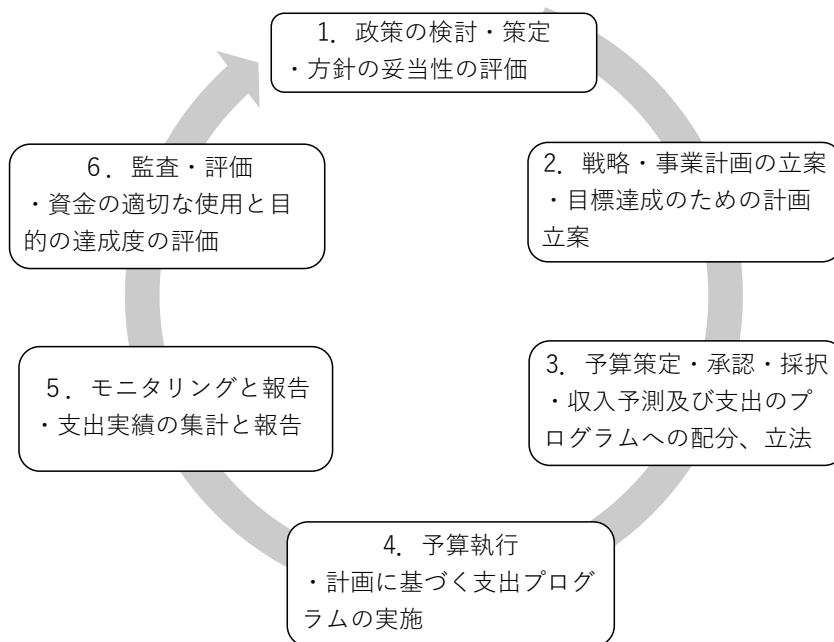 1．政策の検討・策定
・方針の妥当性の評価
2．戦略・事業計画の立案
・目標達成のための計画
立案
3．予算策定・承認・採択
・収入予測及び支出のプ
ログラムへの配分、立法
4．予算執行
・計画に基づく支出プログ
ラムの実施
5．モニタリングと報告
・支出実績の集計と報告
6．監査・評価
・資金の適切な使用と目
的の達成度の評価